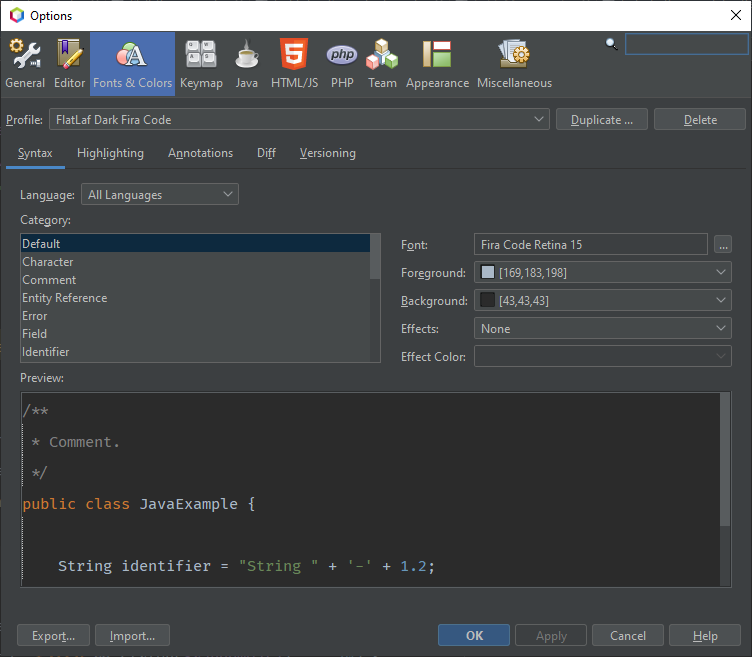 Options
General Editor Fonts & Colors Keymap Java HTML/JS PHP Team Appearance Miscellaneous
Profile: FlatLaf Dark Fira Code Duplicate ... Delete
Syntax Highlighting Annotations Diff Versioning
Language: All Languages
Category:
Default
Character
Comment
Entity Reference
Error
Field
Identifier
Font: Fira Code Retina 15 ...
Foreground: [169,183,198]
Background: [43,43,43]
Effects: None
Effect Color:
Preview:
/**
* Comment.
*/
public class JavaExample {
String identifier = "String " + '-' + 1.2;
Export... Import... OK Apply Cancel Help